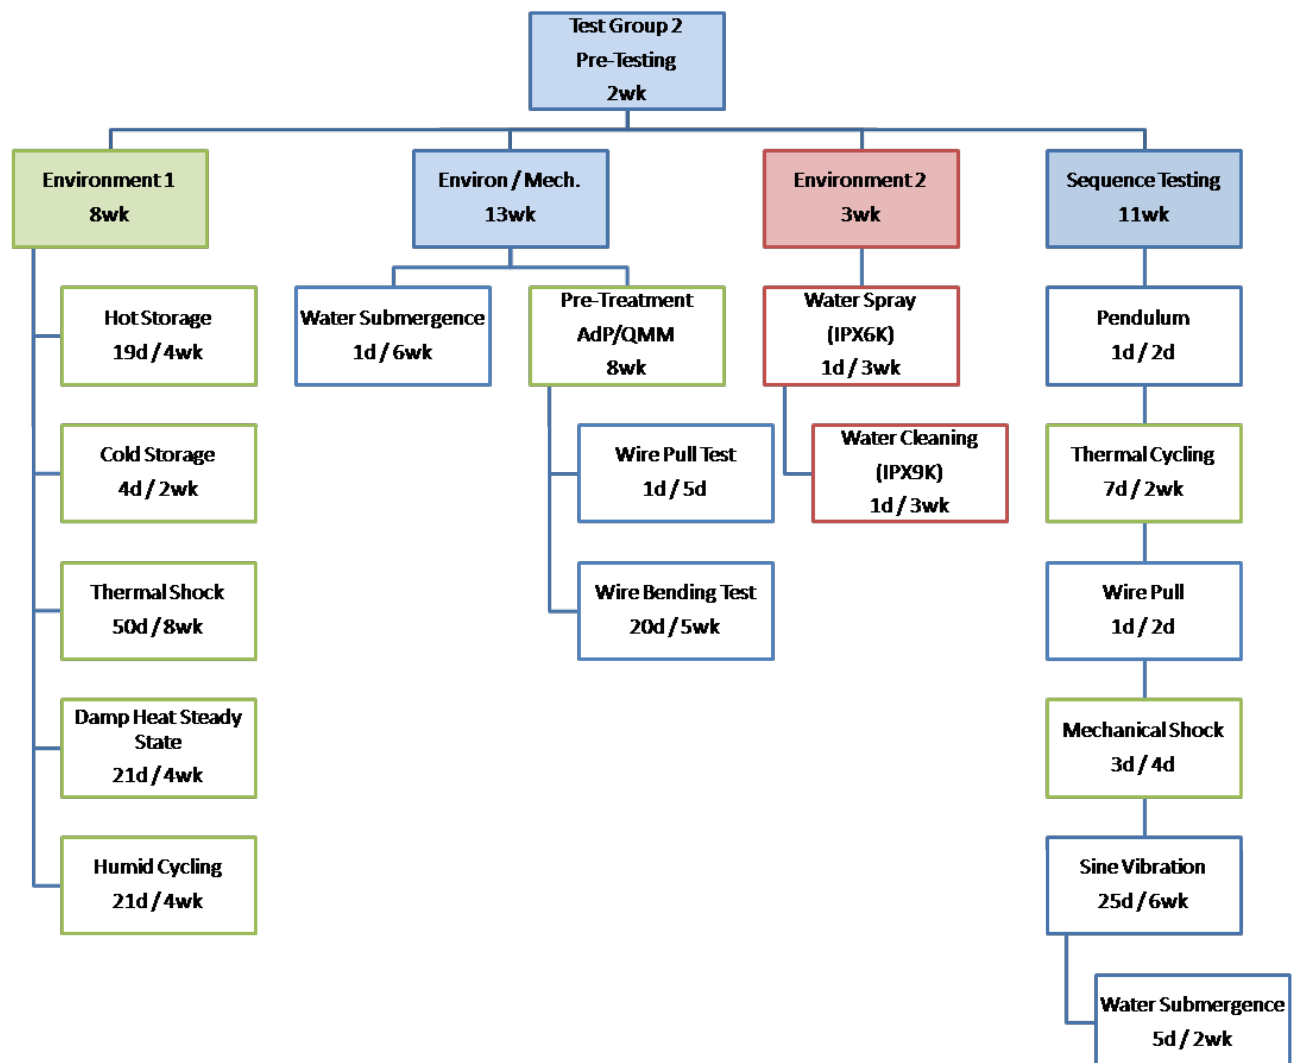 Test Group 2
Pre-Testing
2wk
Environment 1
8wk
Environ / Mech.
13wk
Environment 2
3wk
Sequence Testing
11wk
Hot Storage
19d / 4wk
Water Submergence
1d / 6wk
Pre-Treatment
AdP/QMM
8wk
Water Spray
(IPX6K)
1d / 3wk
Pendulum
1d / 2d
Cold Storage
4d / 2wk
Wire Pull Test
1d / 5d
Water Cleaning
(IPX9K)
1d / 3wk
Thermal Cycling
7d / 2wk
Thermal Shock
50d / 8wk
Wire Bending Test
20d / 5wk
Wire Pull
1d / 2d
Damp Heat Steady
State
21d / 4wk
Mechanical Shock
3d / 4d
Humid Cycling
21d / 4wk
Sine Vibration
25d / 6wk
Water Submergence
5d / 2wk